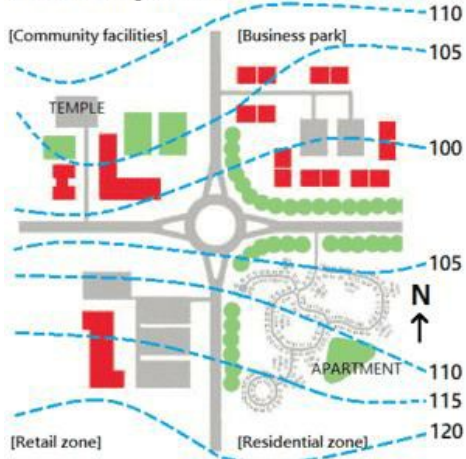 110
[Community facilities] [Business park]
105
TEMPLE
100
105
N
110
APARTMENT
115
120
[Retail zone] [Residential zone]